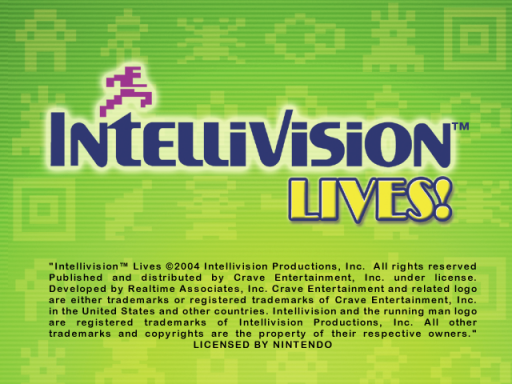 INTELLIVISION™
LIVES!
"Intellivision™ Lives ©2004 Intellivision Productions, Inc. All rights reserved
Published and distributed by Crave Entertainment, Inc. under license.
Developed by Realtime Associates, Inc. Crave Entertainment and related logo
are either trademarks or registered trademarks of Crave Entertainment, Inc.
in the United States and other countries. Intellivision and the running man logo
are registered trademarks of Intellivision Productions, Inc. All other
trademarks and copyrights are the property of their respective owners."
LICENSED BY NINTENDO